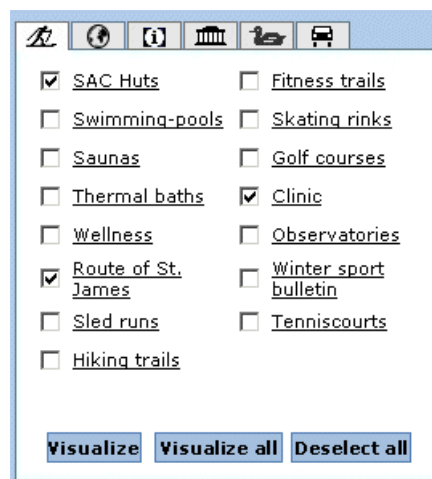 SAC Huts
Fitness trails
Swimming-pools
Skating rinks
Saunas
Golf courses
Thermal baths
Clinic
Wellness
Observatories
Route of St.
James
Winter sport
bulletin
Sled runs
Tenniscourts
Hiking trails
Visualize
Visualize all
Deselect all